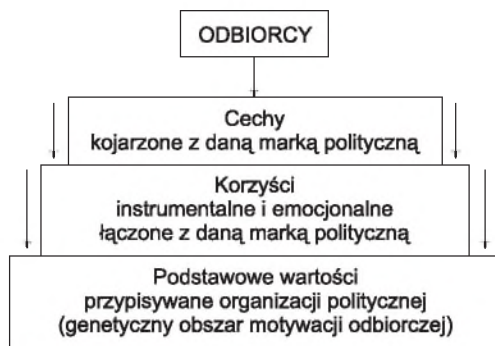 ODBIORCY
Cechy
kojarzone z daną marką polityczną
Korzyści
instrumentalne i emocjonalne
łączone z daną marką polityczną
Podstawowe wartości
przypisywane organizacji politycznej
(genetyczny obszar motywacji odbiorczej)